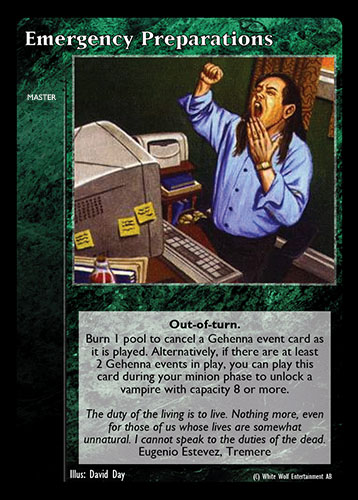 Emergency Preparations
MASTER
Out-of-turn.
Burn 1 pool to cancel a Gehenna event card as
it is played. Alternatively, if there are at least
2 Gehenna events in play, you can play this
card during your minion phase to unlock a
vampire with capacity 8 or more.
The duty of the living is to live. Nothing more, even
for those of us whose lives are somewhat
unnatural. I cannot speak to the duties of the dead.
Eugenio Estevez, Tremere
Illus: David Day
(C) White Wolf Entertainment AB